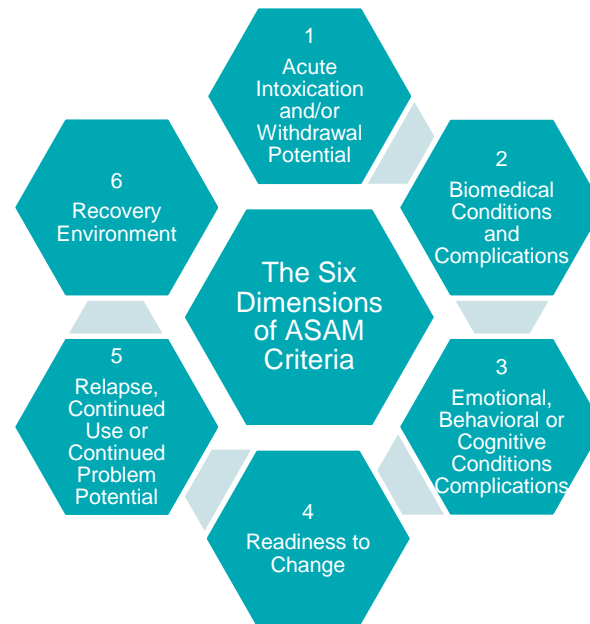 1
Acute
Intoxication
and/or
Withdrawal
Potential
2
Biomedical
Conditions
and
Complications
3
Emotional,
Behavioral or
Cognitive
Conditions
Complications
4
Readiness to
Change
5
Relapse,
Continued
Use or
Continued
Problem
Potential
6
Recovery
Environment
The Six
Dimensions
of ASAM
Criteria